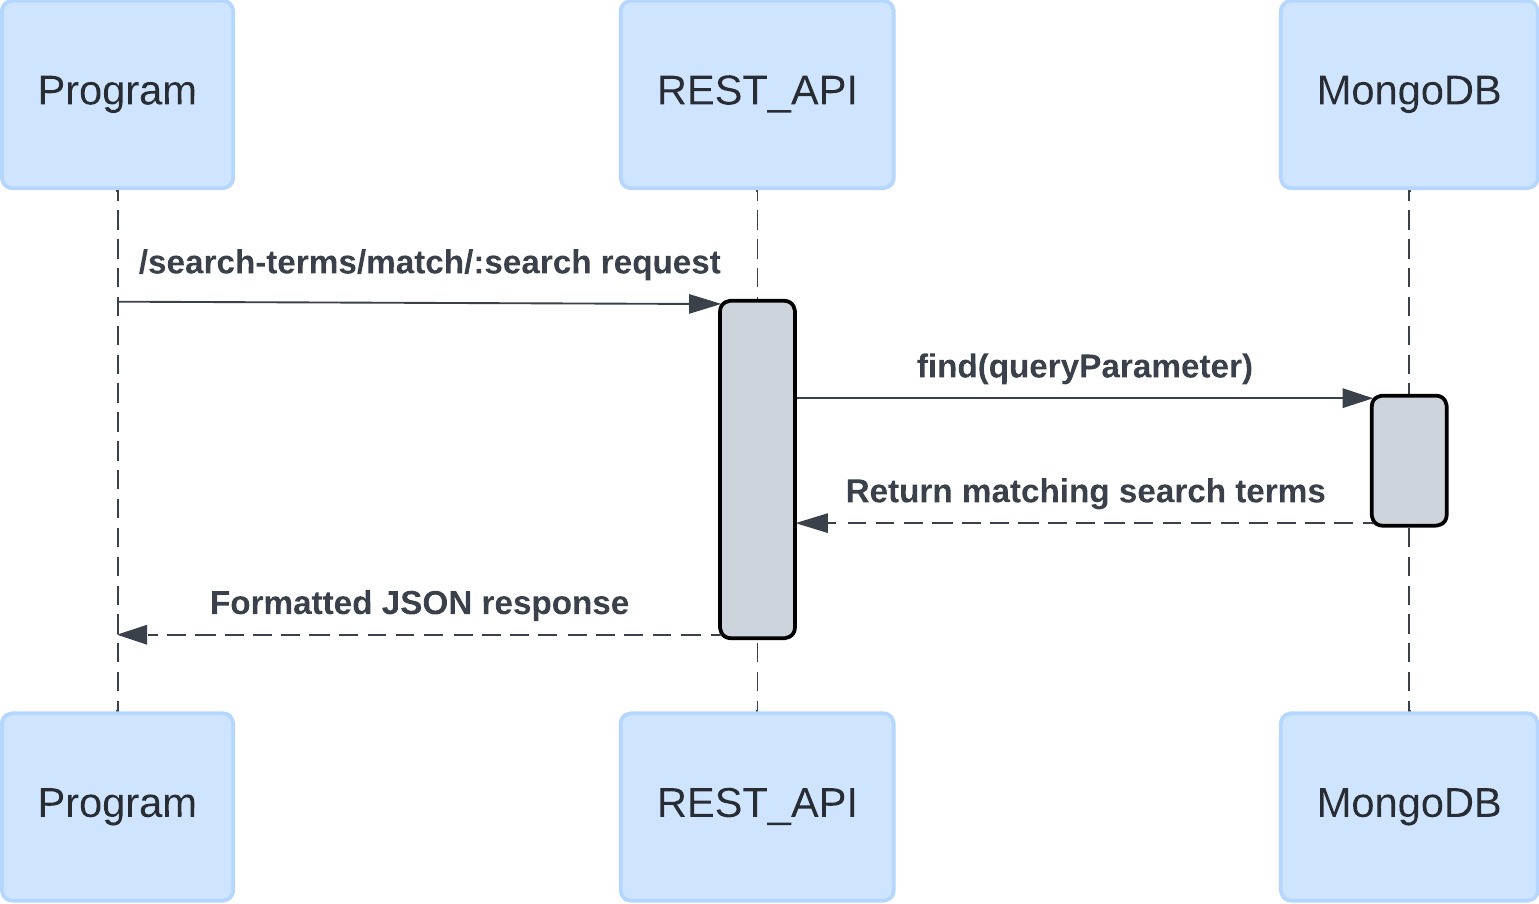 Program
REST_API
MongoDB
/search-terms/match/:search request
find(queryParameter)
Return matching search terms
Formatted JSON response
Program
REST_API
MongoDB